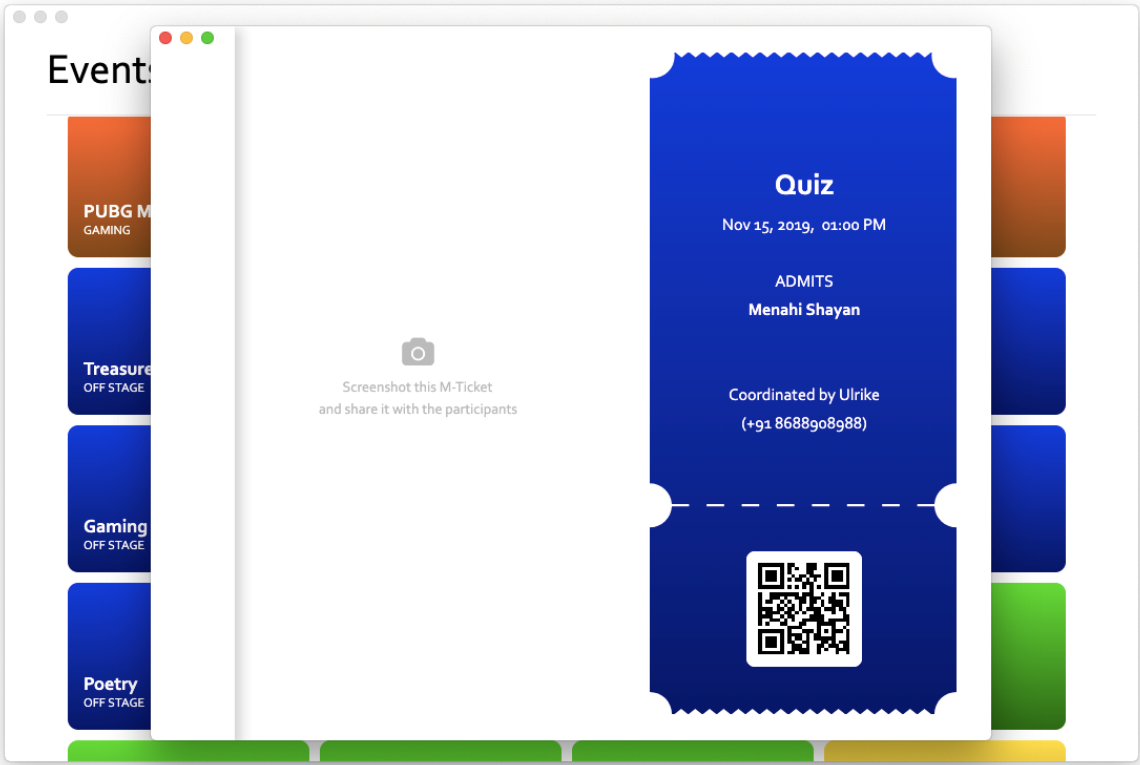 Events
PUBG M
GAMING
Treasure
OFF STAGE
Gaming
OFF STAGE
Poetry
OFF STAGE
Screenshot this M-Ticket
and share it with the participants
Quiz
Nov 15, 2019, 01:00 PM
ADMITS
Menahi Shayan
Coordinated by Ulrike
(+91 8688908988)